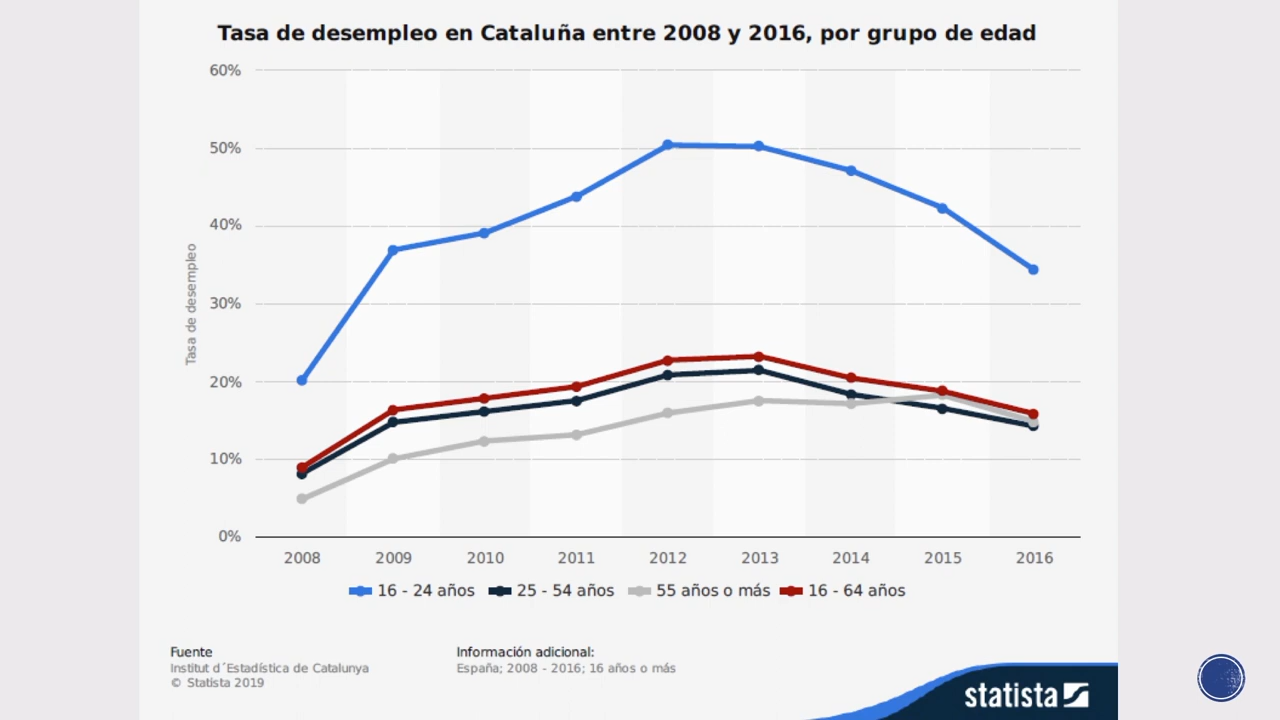 Tasa de desempleo en Cataluña entre 2008 y 2016, por grupo de edad
60%
50%
40%
30%
20%
10%
0%
Tasa de desempleo
2008 2009 2010 2011 2012 2013 2014 2015 2016
16 - 24 años 25 - 54 años 55 años o más 16 - 64 años
Fuente
Institut d´Estadística de Catalunya
© Statista 2019
Información adicional:
España; 2008 - 2016; 16 años o más
statista